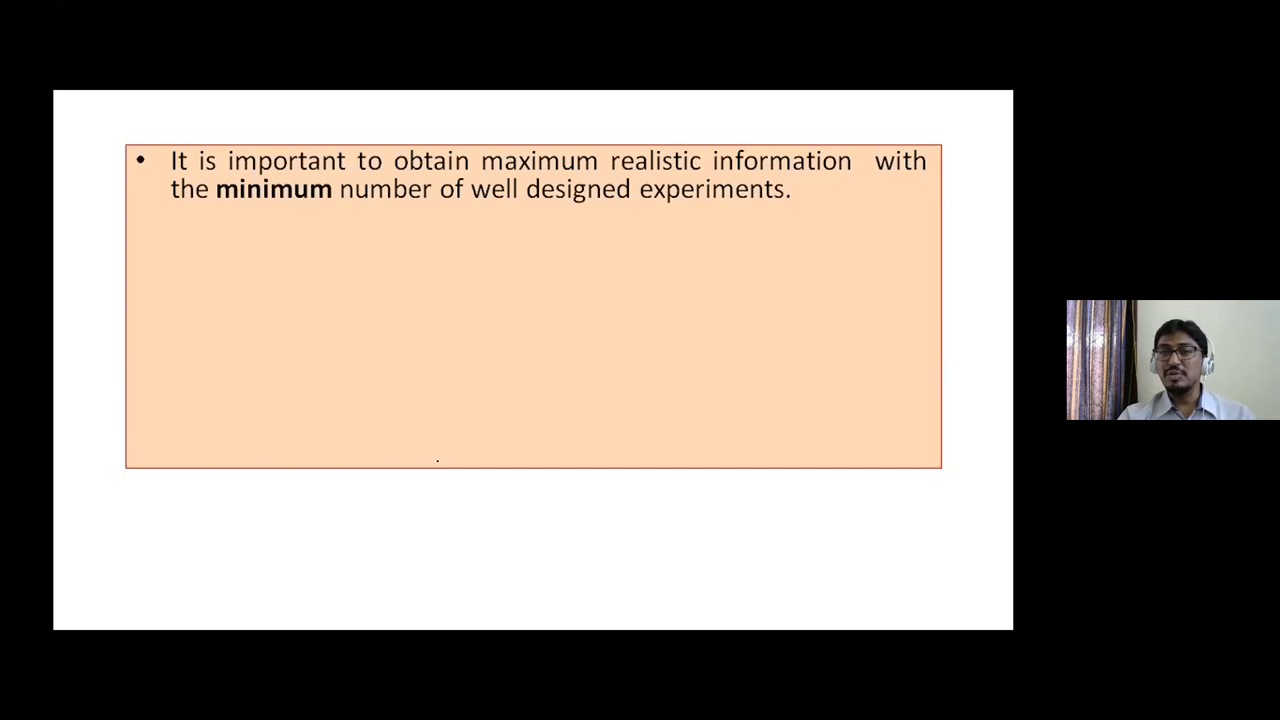 • It is important to obtain maximum realistic information with
the minimum number of well designed experiments.